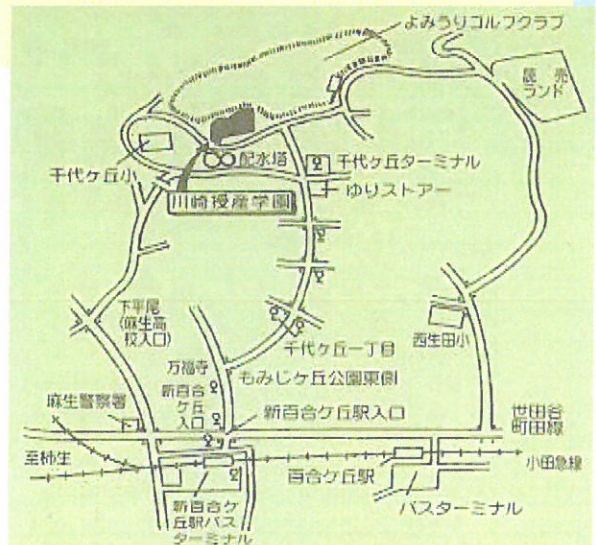 よみうりゴルフクラブ
読売
ランド
配水塔
千代ケ丘ターミナル
千代ケ丘小
ゆりストアー
川崎授産学園
下平尾
(麻生高
校入口)
西生田小
千代ケ丘一丁目
万福寺
もみじケ丘公園東側
新百合
ケ丘
入口
麻生警察署
新百合ケ丘駅入口
世田谷
町田線
至柿生
百合ケ丘駅
小田急線
新百合ケ
丘駅バス
ターミナル
バスターミナル